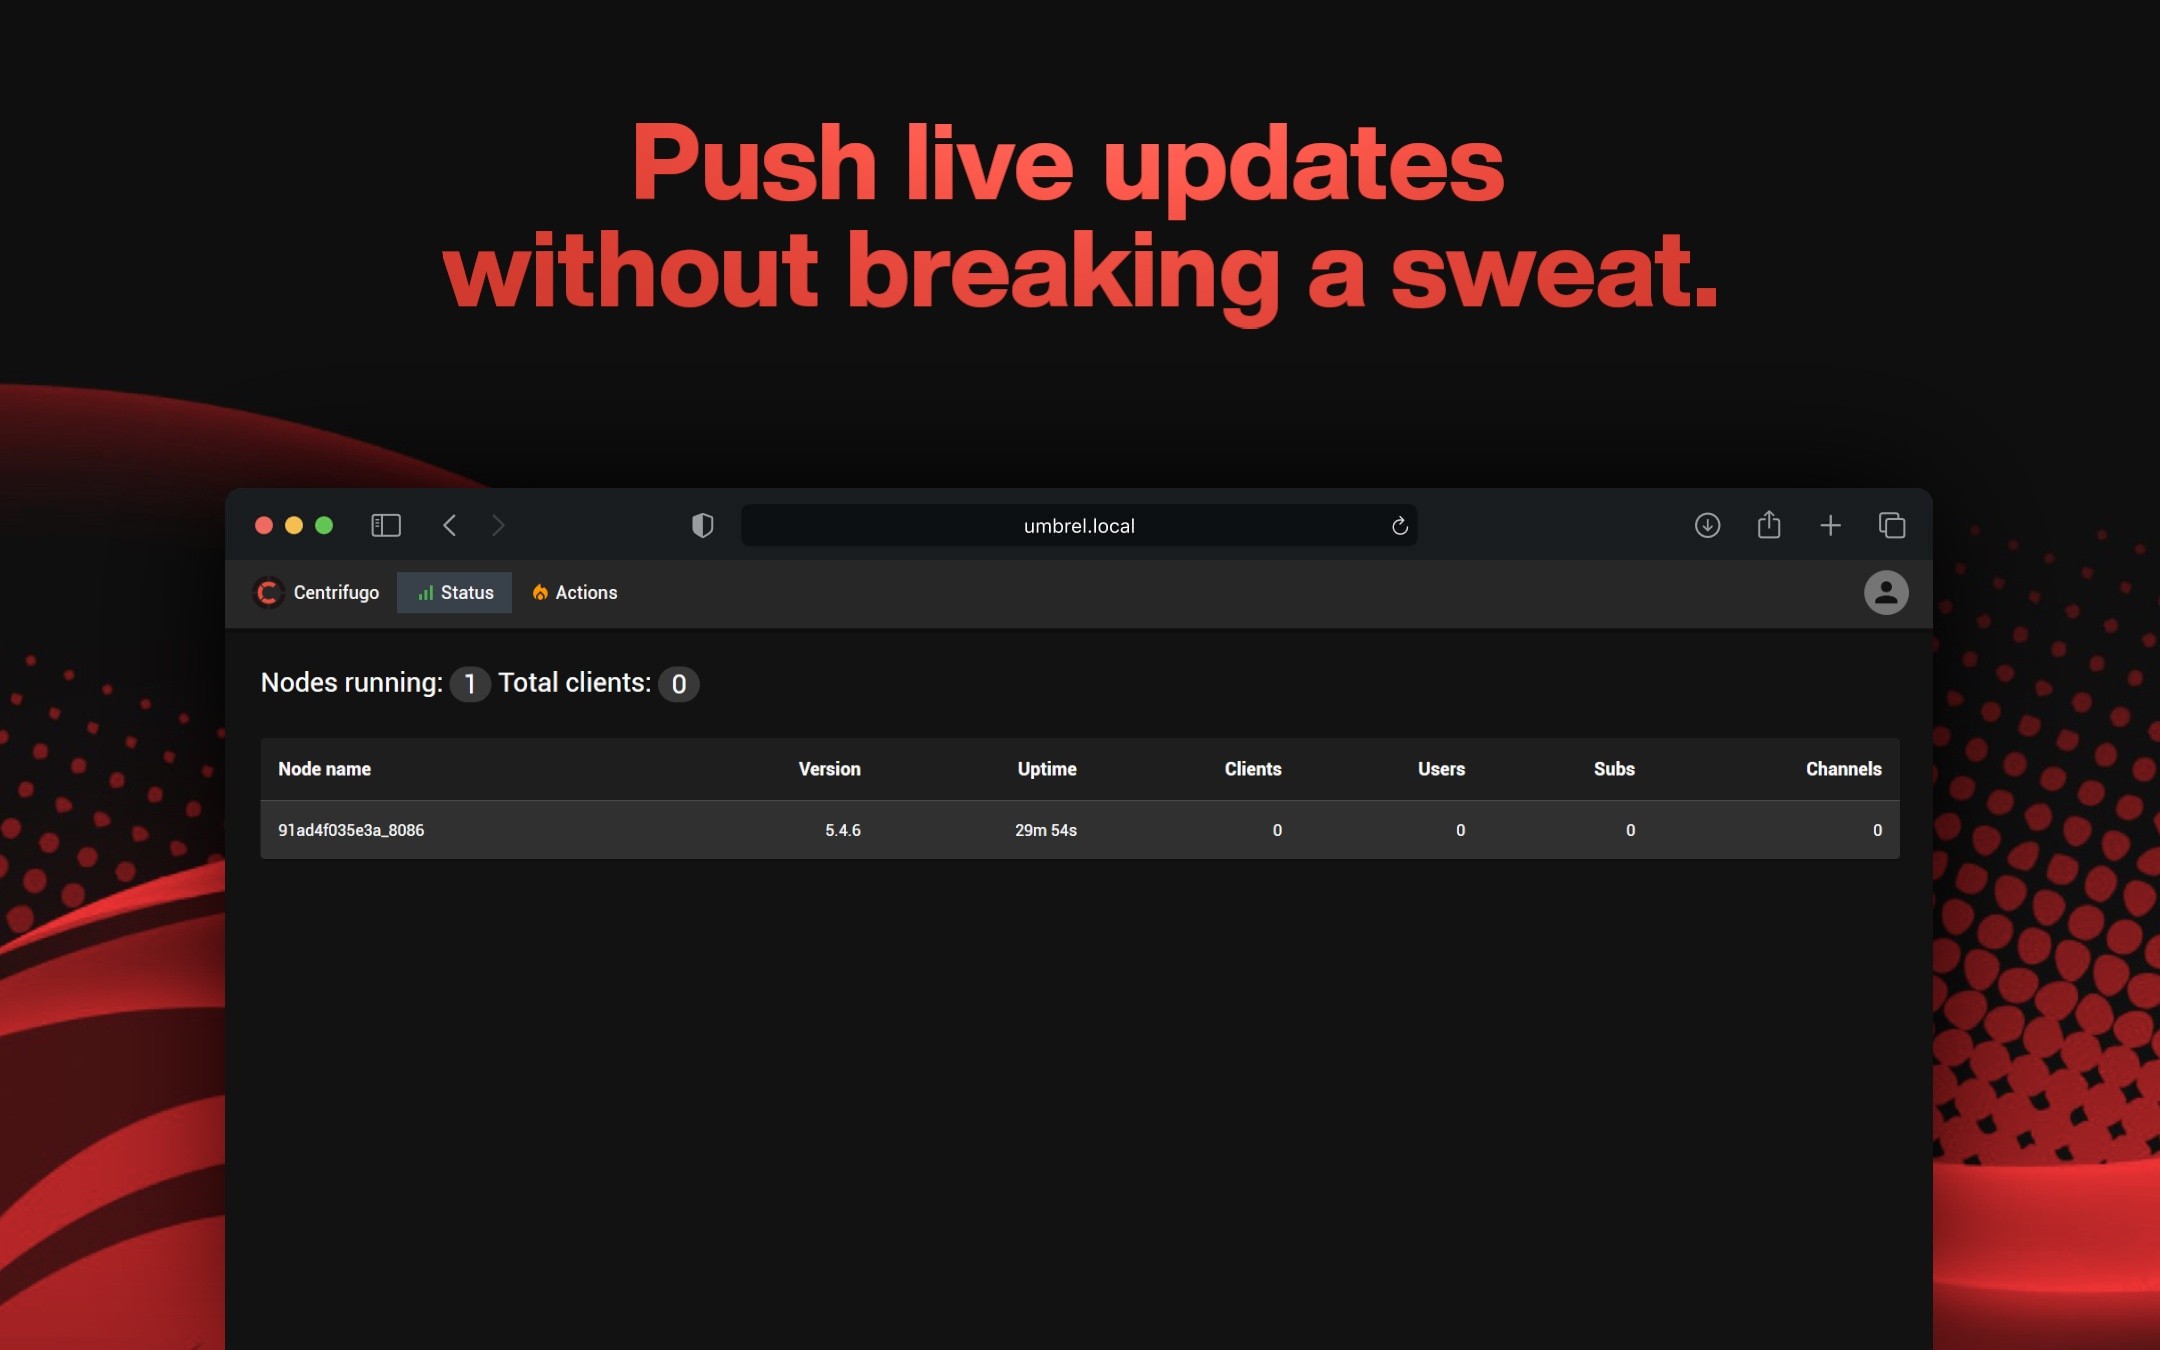 Push live updates
without breaking a sweat.
umbrel.local
Centrifugo Status Actions
Nodes running: 1 Total clients: 0
Node name Version Uptime Clients Users Subs Channels
91ad4f035e3a_8086 5.4.6 29m 54s 0 0 0 0